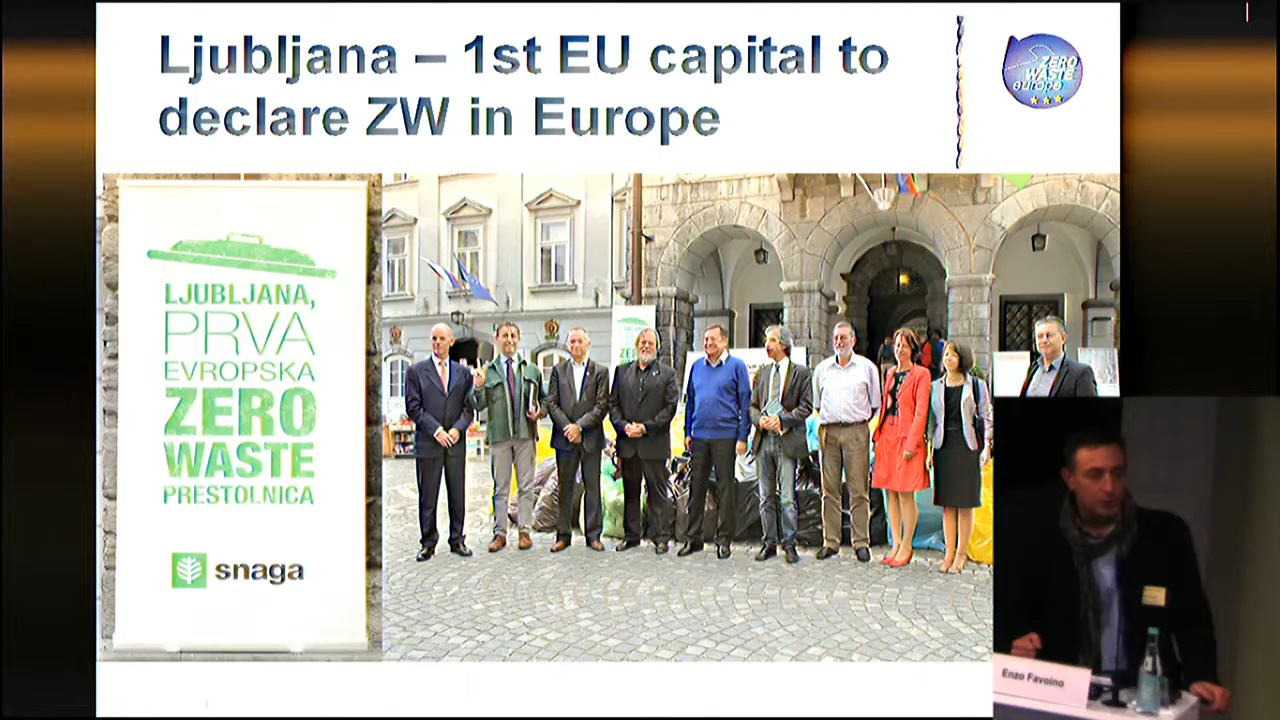 Ljubljana – 1st EU capital to
declare ZW in Europe
ZERO
WASTE
europe
LJUBLJANA,
PRVA
EVROPSKA
ZERO
WASTE
PRESTOLNICA
snaga
ZERO
Enzo Favoino